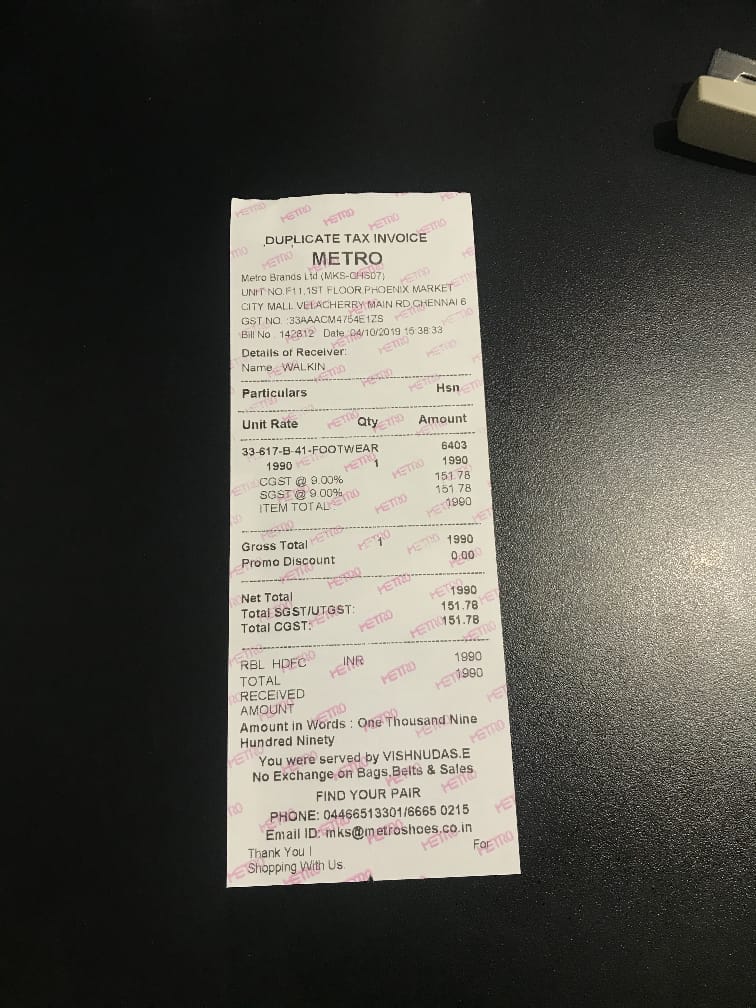 DUPLICATE TAX INVOICE
METRO
Metro Brands Ltd (MKS-CHS07)
UNIT NO.F11,1ST FLOOR PHOENIX MARKET
CITY MALL VELACHERRY MAIN RD,CHENNAI 6
GST NO. :33AAACM4754E1ZS
Bill No : 142812 Date :04/10/2019 15:38:33
Details of Receiver:
Name : WALKIN
Particulars Hsn
Unit Rate Qty Amount
33-617-B-41-FOOTWEAR 6403
1990 1 1990
CGST @ 9.00% 151.78
SGST @ 9.00% 151.78
ITEM TOTAL: 1990
Gross Total 1 1990
Promo Discount 0.00
Net Total 1990
Total SGST/UTGST: 151.78
Total CGST: 151.78
RBL HDFC INR 1990
TOTAL 1990
RECEIVED
AMOUNT
Amount in Words : One Thousand Nine
Hundred Ninety
You were served by VISHNUDAS.E
No Exchange on Bags,Belts & Sales
FIND YOUR PAIR
PHONE: 04466513301/6665 0215
Email ID: mks@metroshoes.co.in
Thank You ! For
Shopping With Us.